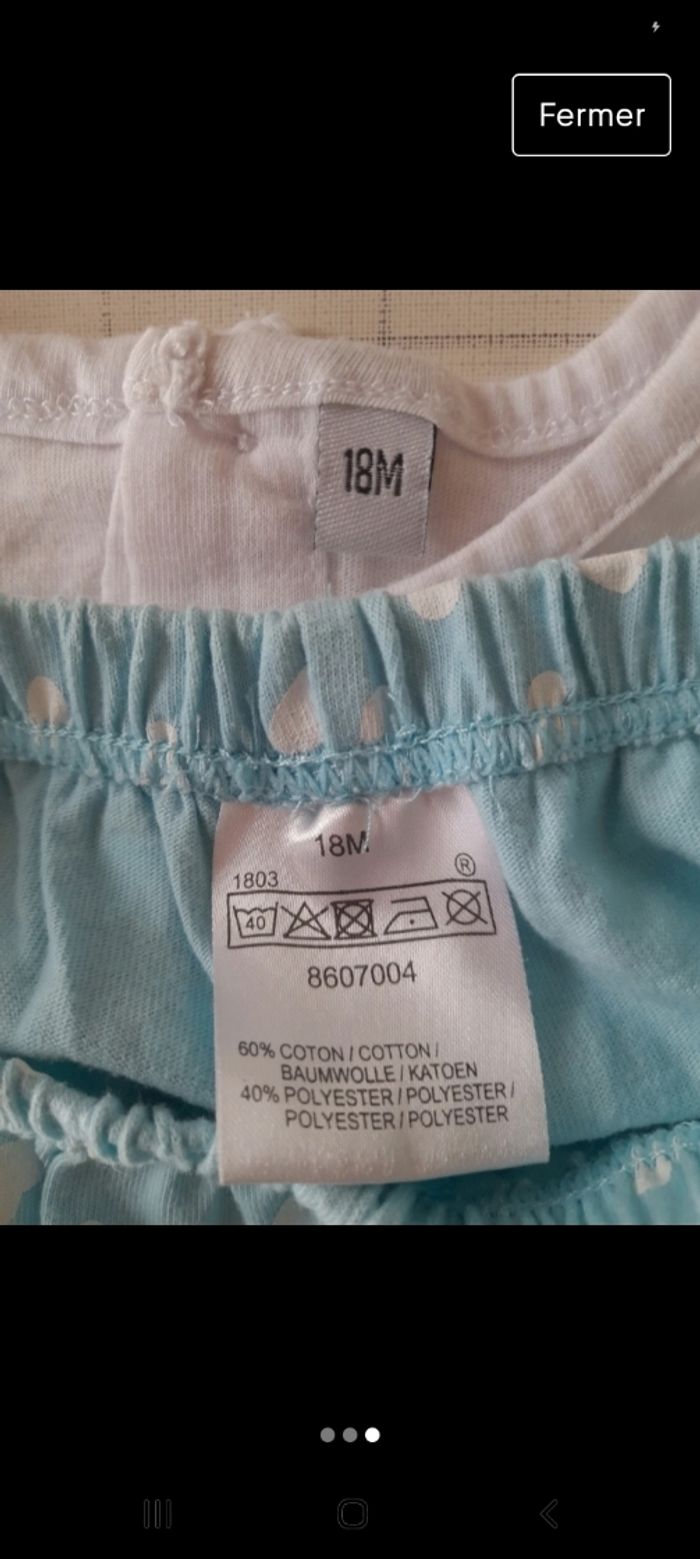 Fermer
18M
18M
®
1803
40
8607004
60% COTON / COTTON /
BAUMWOLLE / KATOEN
40% POLYESTER / POLYESTER /
POLYESTER / POLYESTER